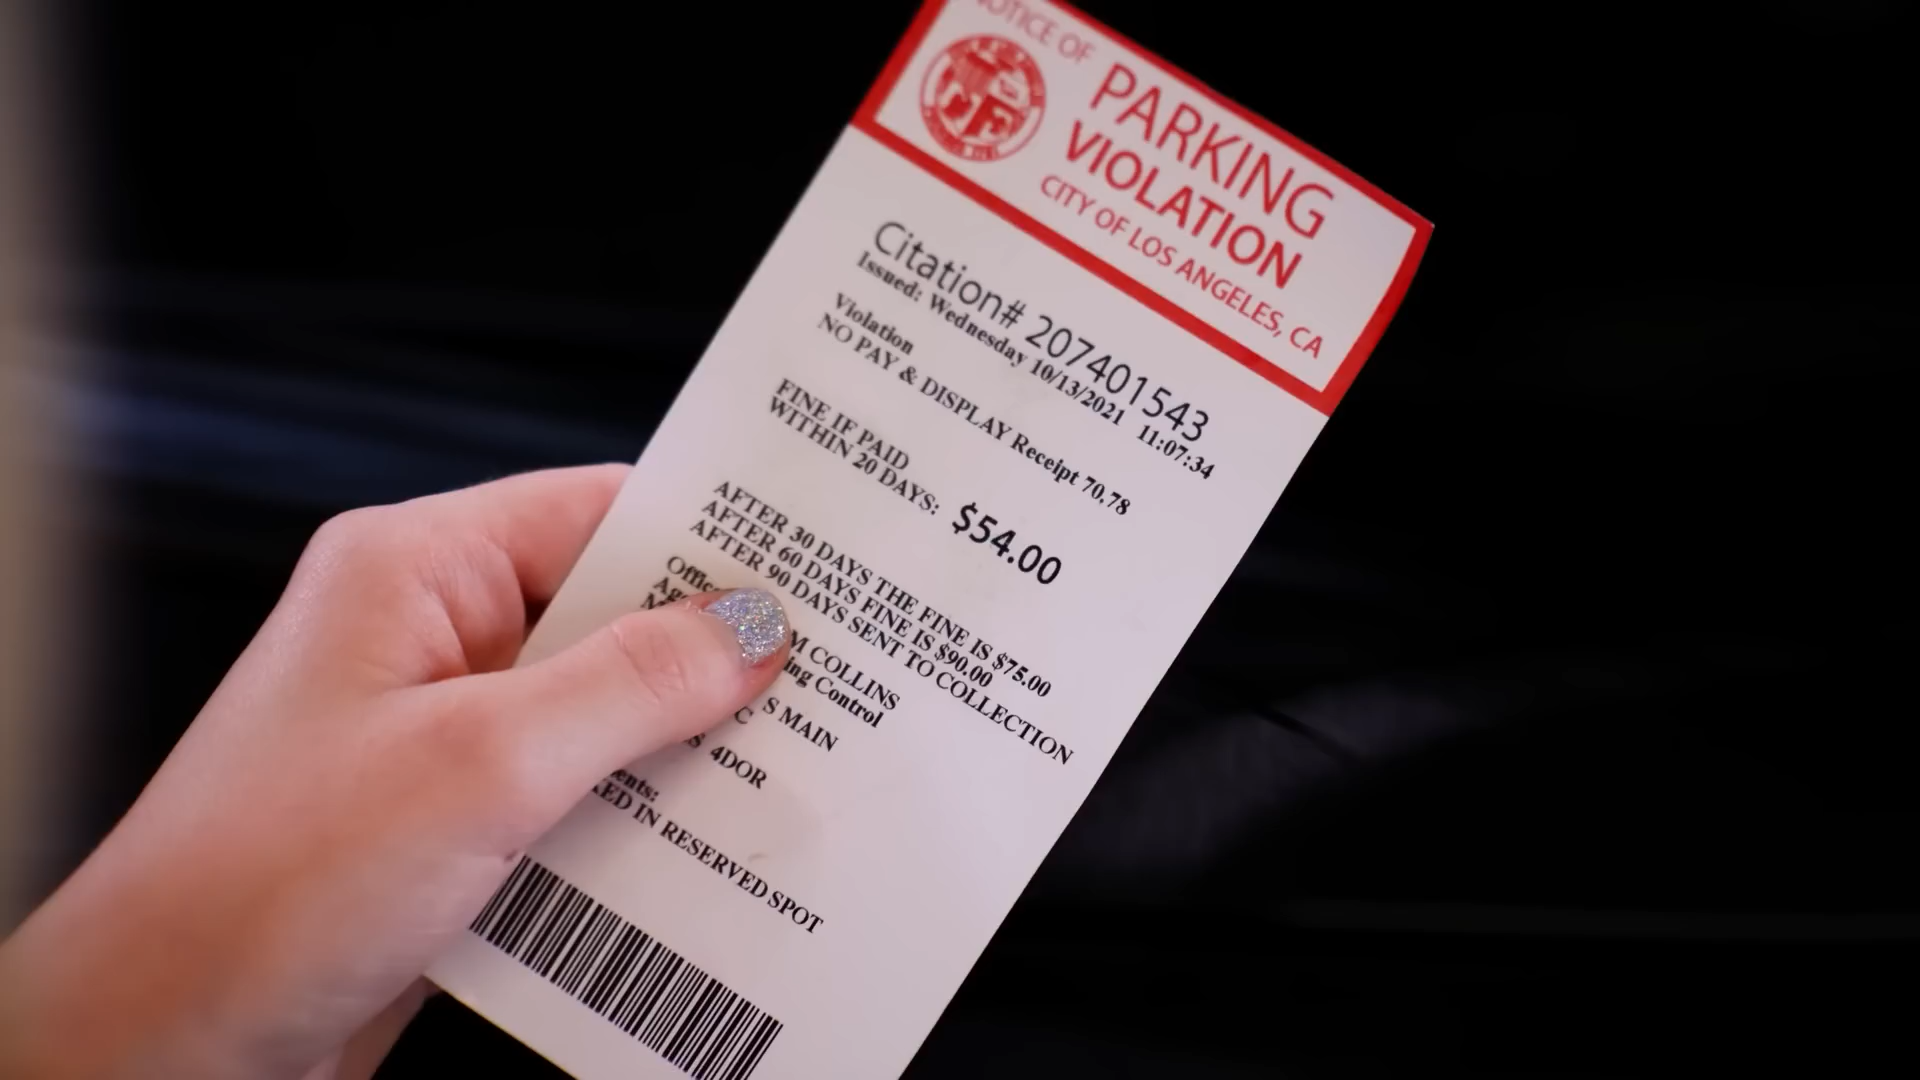 NOTICE OF
PARKING
VIOLATION
CITY OF LOS ANGELES, CA
Citation# 207401543
Issued: Wednesday 10/13/2021 11:07:34
Violation
NO PAY & DISPLAY Receipt 70,78
FINE IF PAID
WITHIN 20 DAYS: $54.00
AFTER 30 DAYS THE FINE IS $75.00
AFTER 60 DAYS FINE IS $90.00
AFTER 90 DAYS SENT TO COLLECTION
M COLLINS
Control
S MAIN
4DOR
IN RESERVED SPOT